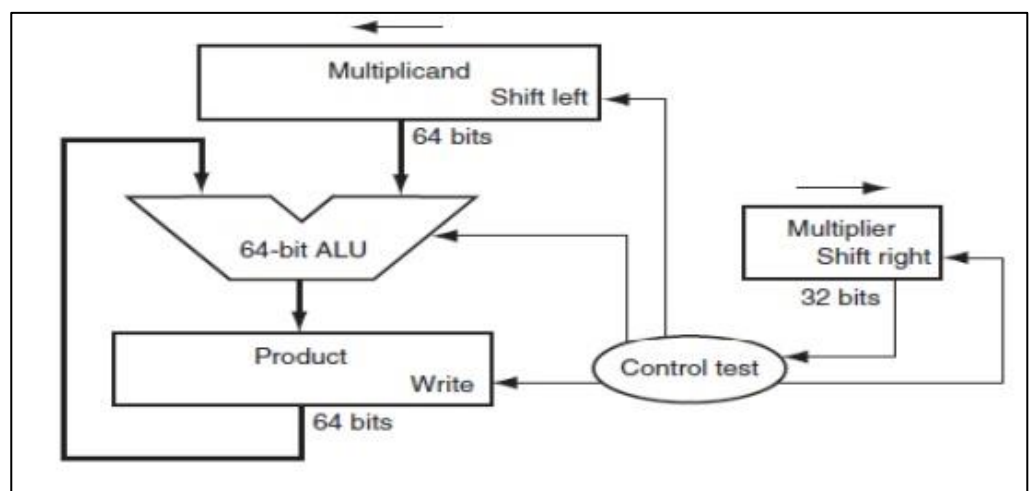 Multiplicand
Shift left
64 bits
64-bit ALU
Multiplier
Shift right
32 bits
Product
Write
64 bits
Control test